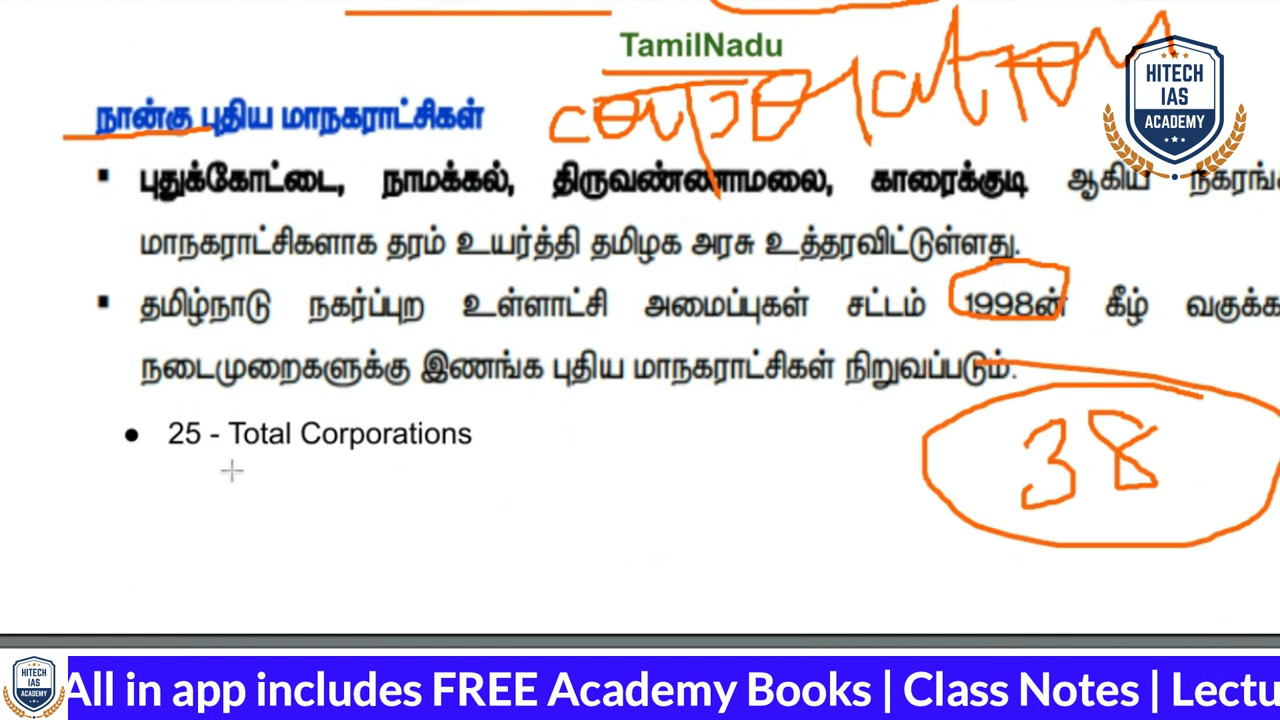 TamilNadu
corporation
HITECH
IAS
ACADEMY
நான்கு புதிய மாநகராட்சிகள்
▪ புதுக்கோட்டை, நாமக்கல், திருவண்ணாமலை, காரைக்குடி ஆகிய
மாநகராட்சிகளாக தரம் உயர்த்தி தமிழக அரசு உத்தரவிட்டுள்ளது.
▪ தமிழ்நாடு நகர்ப்புற உள்ளாட்சி அமைப்புகள் சட்டம் 1998ன் கீழ்
நடைமுறைகளுக்கு இணங்க புதிய மாநகராட்சிகள் நிறுவப்படும்.
● 25 - Total Corporations
38
HITECH
IAS
ACADEMY
All in app includes FREE Academy Books | Class Notes | Lectu